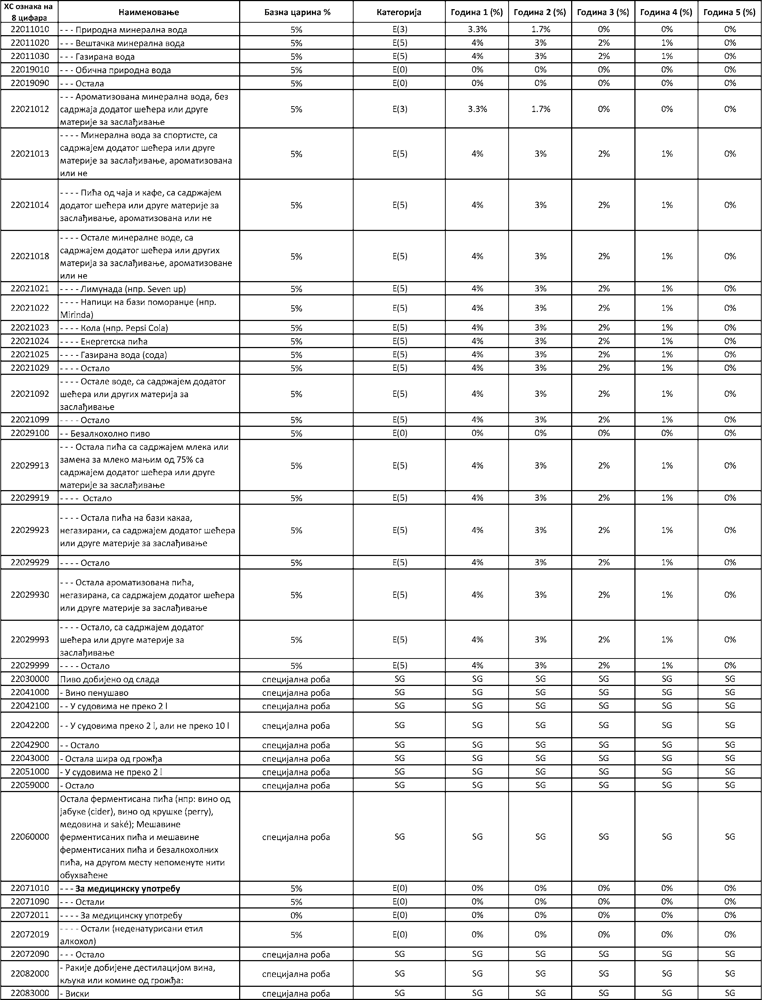 ХС ознака на
8 цифара
Наименовање
Базна царина %
Категорија
Година 1 (%)
Година 2 (%)
Година 3 (%)
Година 4 (%)
Година 5 (%)
22011010 - - - Природна минерална вода 5% E(3) 3.3% 1.7% 0% 0% 0%
22011020 - - - Вештачка минерална вода 5% E(5) 4% 3% 2% 1% 0%
22011030 - - - Газирана вода 5% E(5) 4% 3% 2% 1% 0%
22019010 - - - Обична природна вода 5% E(0) 0% 0% 0% 0% 0%
22019090 - - - Остала 5% E(0) 0% 0% 0% 0% 0%
- - - Ароматизована минерална вода, без
22021012 садржаја додатог шећера или друге 5% E(3) 3.3% 1.7% 0% 0% 0%
материје за заслађивање
- - - - Минерална вода за спортисте, са
садржајем додатог шећера или друге
22021013 5% E(5) 4% 3% 2% 1% 0%
материје за заслађивање, ароматизована
или не
- - - - Пића од чаја и кафе, са садржајем
22021014 додатог шећера или друге материје за 5% E(5) 4% 3% 2% 1% 0%
заслађивање, ароматизована или не
- - - - Остале минералне воде, са
садржајем додатог шећера или других
22021018 5% E(5) 4% 3% 2% 1% 0%
материја за заслађивање, ароматизоване
или не
22021021 - - - - Лимунада (нпр. Seven up) 5% E(5) 4% 3% 2% 1% 0%
- - - - Напици на бази поморанџе (нпр.
22021022 5% E(5) 4% 3% 2% 1% 0%
Mirinda)
22021023 - - - - Кола (нпр. Pepsi Cola) 5% E(5) 4% 3% 2% 1% 0%
22021024 - - - - Енергетска пића 5% E(5) 4% 3% 2% 1% 0%
22021025 - - - - Газирана вода (сода) 5% E(5) 4% 3% 2% 1% 0%
22021029 - - - - Остало 5% E(5) 4% 3% 2% 1% 0%
- - - - Остале воде, са садржајем додатог
22021092 шећера или других материја за 5% E(5) 4% 3% 2% 1% 0%
заслађивање
22021099 - - - - Остало 5% E(5) 4% 3% 2% 1% 0%
22029100 - - Безалкохолно пиво 5% E(0) 0% 0% 0% 0% 0%
- - - Остала пића са садржајем млека или
замена за млеко мањим од 75% са
22029913 5% E(5) 4% 3% 2% 1% 0%
садржајем додатог шећера или друге
материје за заслађивање
22029919 - - - - Остало 5% E(5) 4% 3% 2% 1% 0%
- - - - Остала пића на бази какаа,
22029923 негазирани, са садржајем додатог шећера 5% E(5) 4% 3% 2% 1% 0%
или друге материје за заслађивање
22029929 - - - - Остало 5% E(5) 4% 3% 2% 1% 0%
- - - Остала ароматизована пића,
22029930 негазирана, са садржајем додатог шећера 5% E(5) 4% 3% 2% 1% 0%
или друге материје за заслађивање
- - - - Остало, са садржајем додатог
22029993 шећера или друге материје за 5% E(5) 4% 3% 2% 1% 0%
заслађивање
22029999 - - - - Остало 5% E(5) 4% 3% 2% 1% 0%
22030000 Пиво добијено од слада специјална роба SG SG SG SG SG SG
22041000 - Вино пенушаво специјална роба SG SG SG SG SG SG
22042100 - - У судовима не преко 2 l специјална роба SG SG SG SG SG SG
22042200 - - У судовима преко 2 l, али не преко 10 l специјална роба SG SG SG SG SG SG
22042900 - - Остало специјална роба SG SG SG SG SG SG
22043000 - Остала шира од грожђа специјална роба SG SG SG SG SG SG
22051000 - У судовима не преко 2 l специјална роба SG SG SG SG SG SG
22059000 - Остало специјална роба SG SG SG SG SG SG
Остала ферментисана пића (нпр: вино од
јабуке (cider), вино од крушке (perry),
медовина и saké); Мешавине
22060000 ферментисаних пића и мешавине специјална роба SG SG SG SG SG SG
ферментисаних пића и безалкохолних
пића, на другом месту непоменуте нити
обухваћене
22071010 - - - За медицинску употребу 5% E(0) 0% 0% 0% 0% 0%
22071090 - - - Остали 5% E(0) 0% 0% 0% 0% 0%
22072011 - - - - За медицинску употребу 0% E(0) 0% 0% 0% 0% 0%
- - - - Остали (неденатурисани етил
22072019 5% E(0) 0% 0% 0% 0% 0%
алкохол)
22072090 - - - Остало специјална роба SG SG SG SG SG SG
- Ракије добијене дестилацијом вина,
22082000 специјална роба SG SG SG SG SG SG
кљука или комине од грожђа:
22083000 - Виски специјална роба SG SG SG SG SG SG